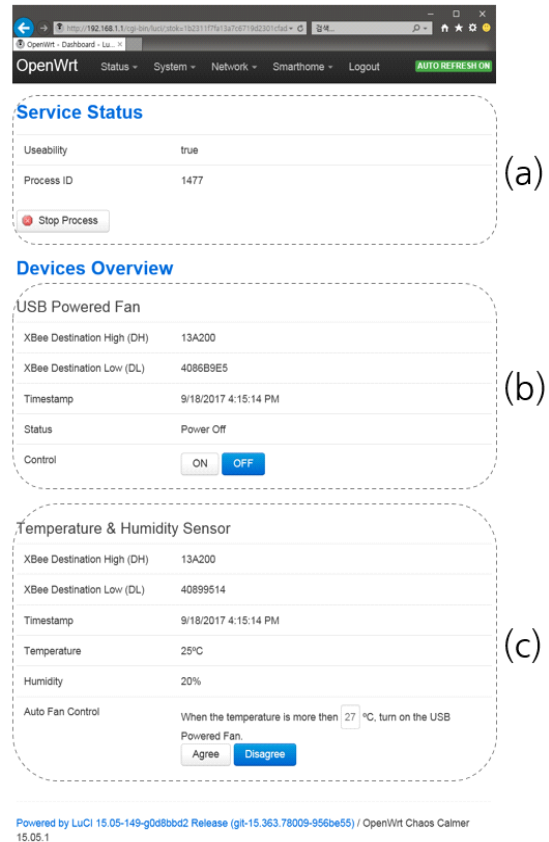 http://192.168.1.1/cgi-bin/luci/;stok=1b2311f7fa13a7c6719d2301cfad
검색...
OpenWrt - Dashboard - Lu...
OpenWrt Status System Network Smarthome Logout AUTO REFRESH ON
Service Status
Useability true
Process ID 1477
(a)
Stop Process
Devices Overview
USB Powered Fan
XBee Destination High (DH) 13A200
XBee Destination Low (DL) 4086B9E5
(b)
Timestamp 9/18/2017 4:15:14 PM
Status Power Off
Control ON OFF
Temperature & Humidity Sensor
XBee Destination High (DH) 13A200
XBee Destination Low (DL) 40899514
Timestamp 9/18/2017 4:15:14 PM
(c)
Temperature 25ºC
Humidity 20%
Auto Fan Control When the temperature is more then 27 ºC, turn on the USB
Powered Fan.
Agree Disagree
Powered by LuCI 15.05-149-g0d8bbd2 Release (git-15.363.78009-956be55) / OpenWrt Chaos Calmer
15.05.1